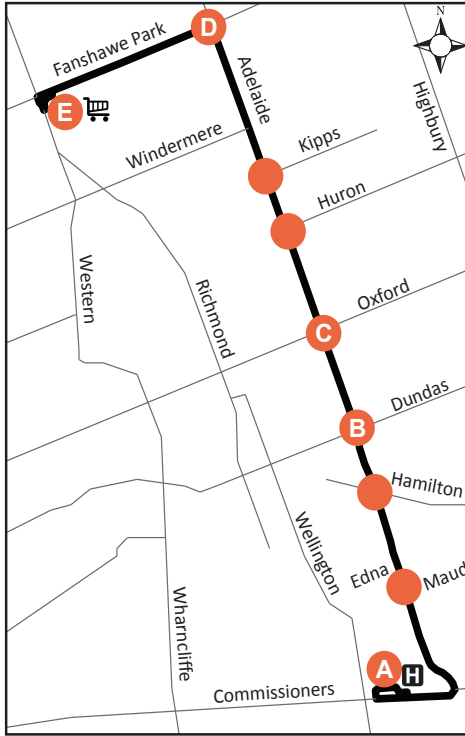 N
D
Fanshawe Park
Adelaide
Highbury
E
Windermere
Kipps
Huron
Western
Richmond
Oxford
C
Dundas
B
Hamilton
Wellington
Edna
Maud
Wharncliffe
A
H
Commissioners